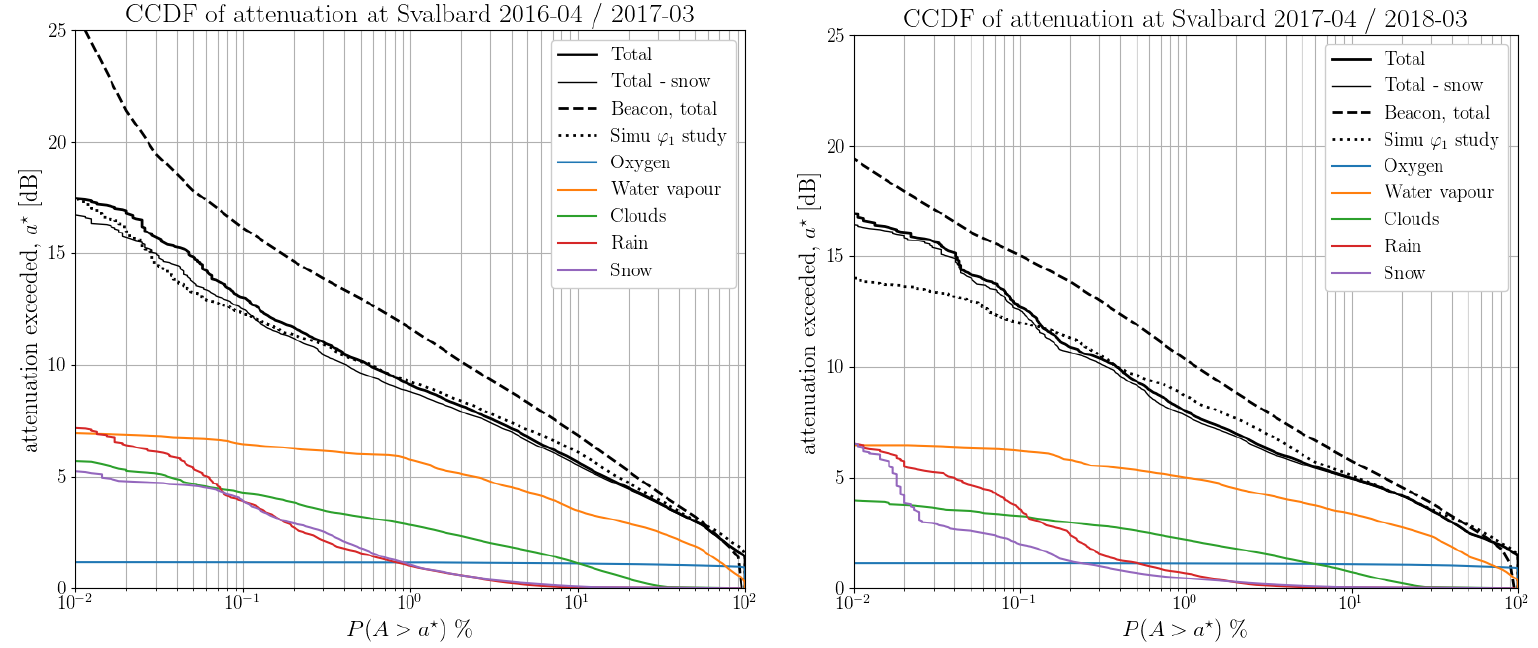 CCDF of attenuation at Svalbard 2016-04 / 2017-03
25
20
15
10
5
0
attenuation exceeded, a⋆ [dB]
Total
Total - snow
Beacon, total
Simu φ₁ study
Oxygen
Water vapour
Clouds
Rain
Snow
10⁻² 10⁻¹ 10⁰ 10¹ 10²
P(A > a⋆) %
CCDF of attenuation at Svalbard 2017-04 / 2018-03
25
20
15
10
5
0
attenuation exceeded, a⋆ [dB]
Total
Total - snow
Beacon, total
Simu φ₁ study
Oxygen
Water vapour
Clouds
Rain
Snow
10⁻² 10⁻¹ 10⁰ 10¹ 10²
P(A > a⋆) %